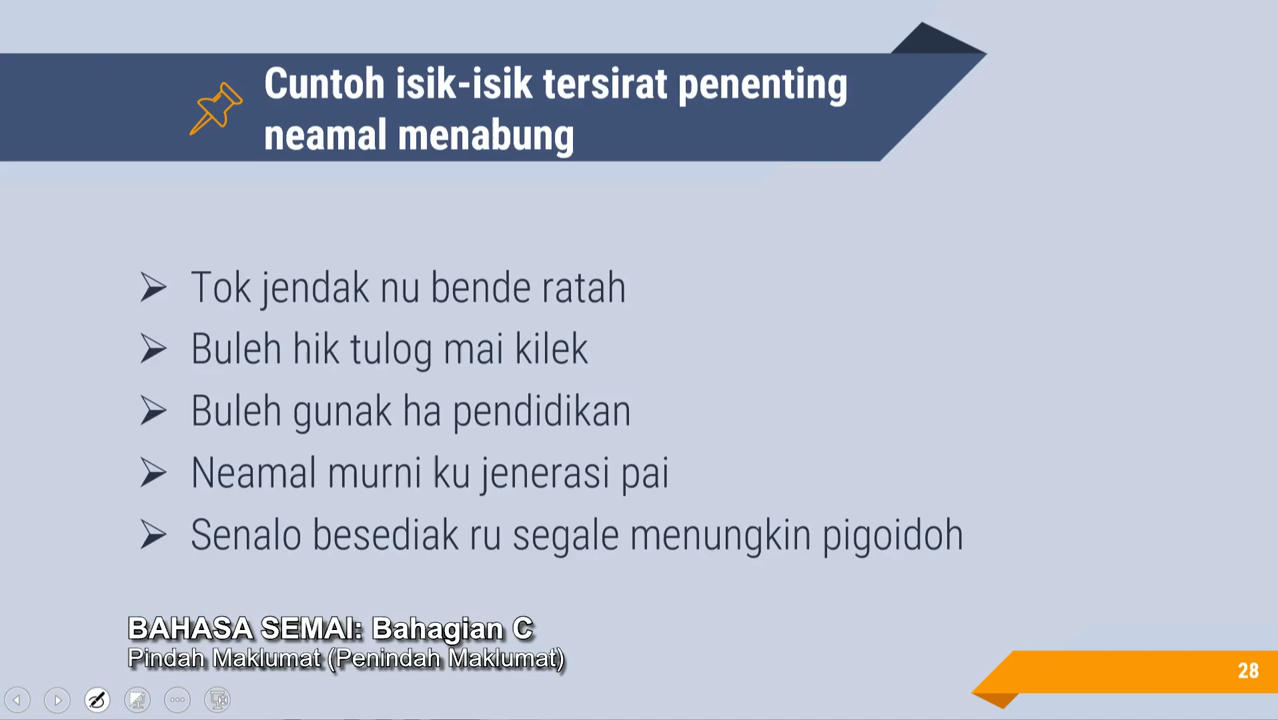 Cuntoh isik-isik tersirat penenting
neamal menabung
Tok jendak nu bende ratah
Buleh hik tulog mai kilek
Buleh gunak ha pendidikan
Neamal murni ku jenerasi pai
Senalo besediak ru segale menungkin pigoidoh
BAHASA SEMAI: Bahagian C
Pindah Maklumat (Penindah Maklumat)
28